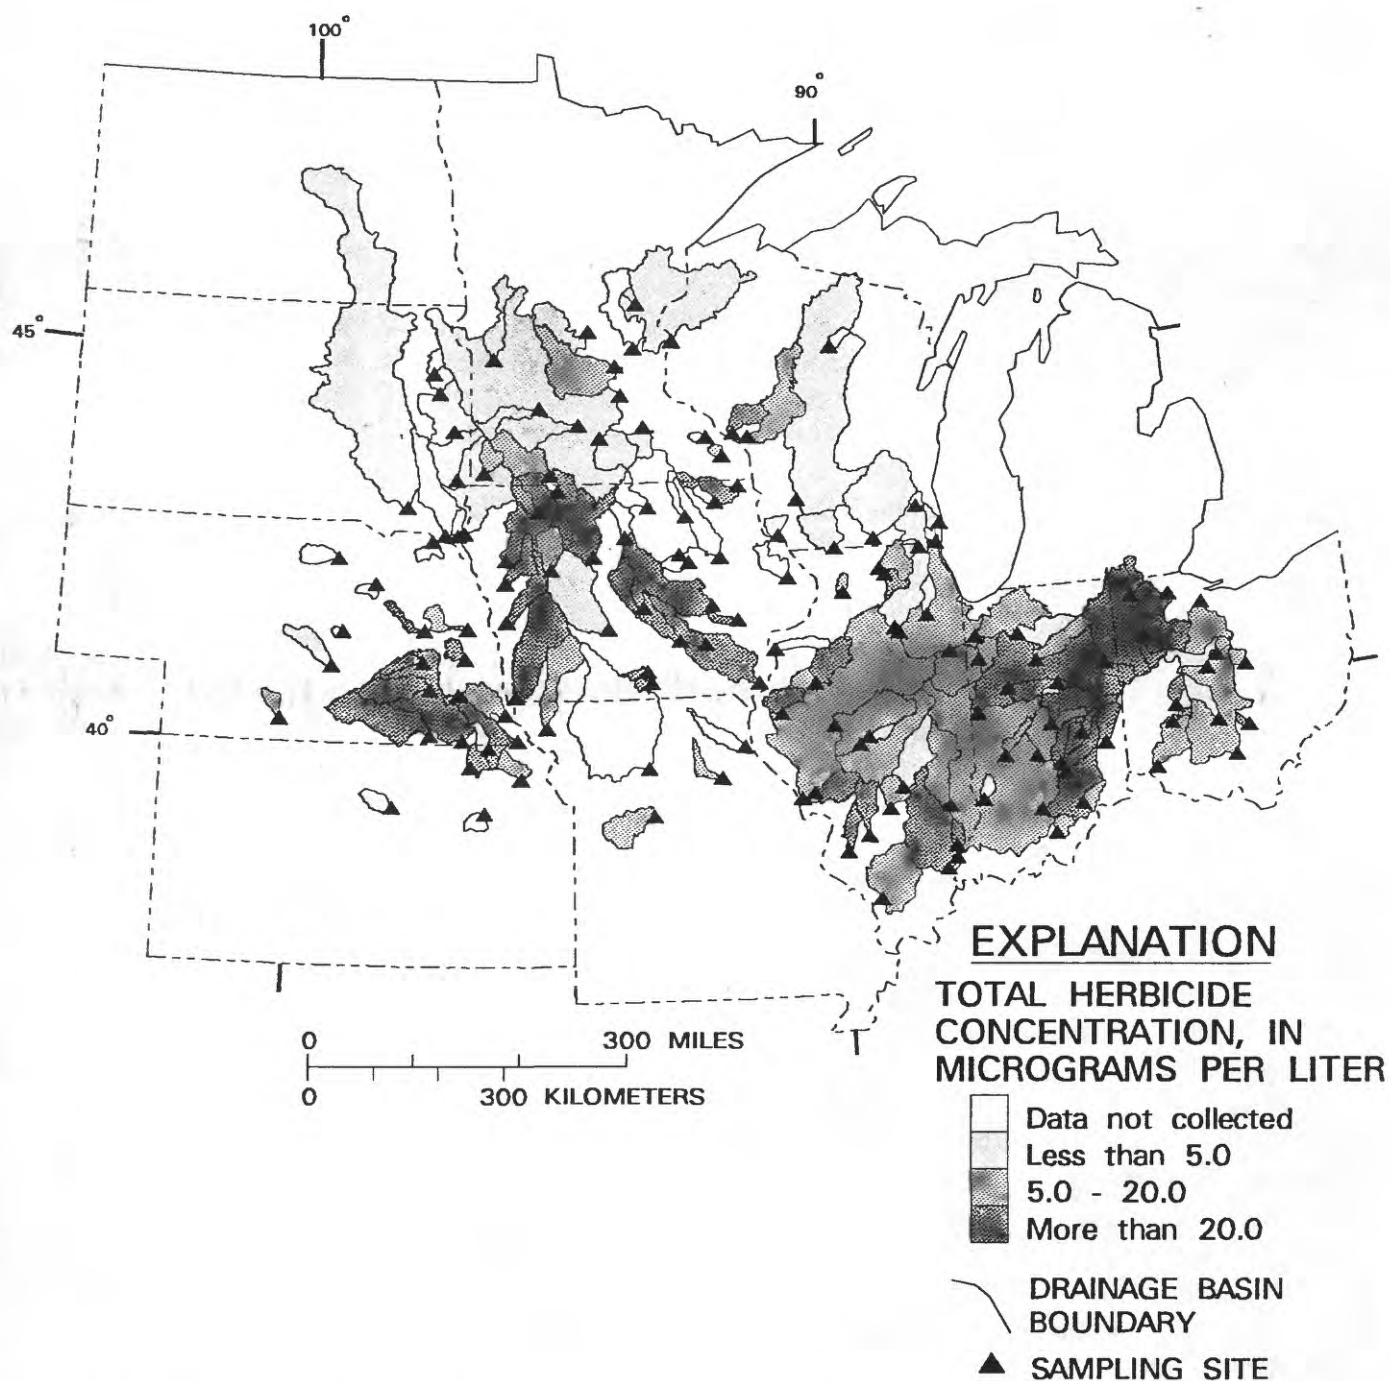 100°
90°
45°
40°
EXPLANATION
TOTAL HERBICIDE
CONCENTRATION, IN
MICROGRAMS PER LITER
0 300 MILES
0 300 KILOMETERS
Data not collected
Less than 5.0
5.0 - 20.0
More than 20.0
DRAINAGE BASIN
BOUNDARY
SAMPLING SITE